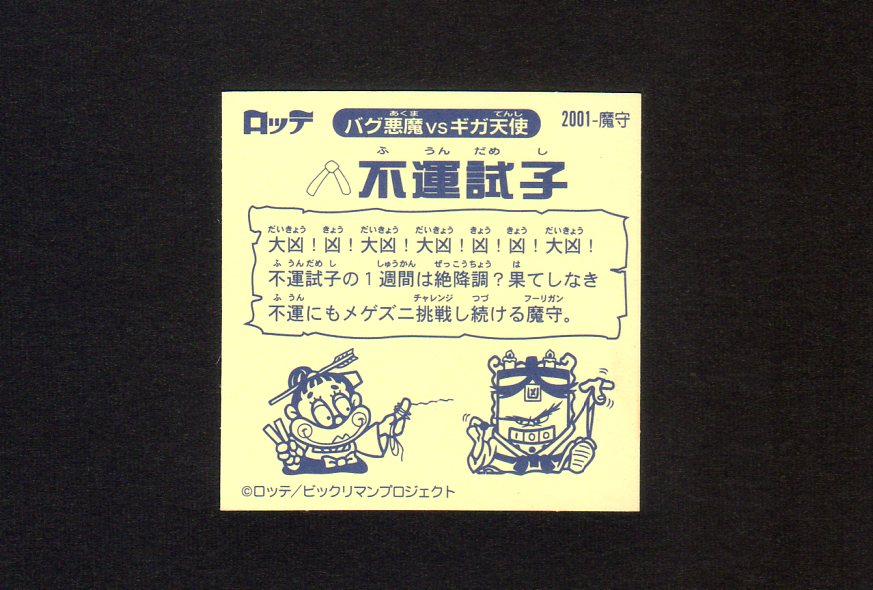 ロッテ バグ悪魔VSギガ天使 2001-魔守
あくま てんし
ふ うん だめ し
不運試子
だいきょう きょう だいきょう だいきょう きょう きょう だいきょう
大凶!凶!大凶!大凶!凶!凶!大凶!
ふ うんだめ し しゅうかん ぜっこうちょう は
不運試子の1週間は絶降調?果てしなき
ふ うん チャレンジ つづ フーリガン
不運にもメゲズニ挑戦し続ける魔守。
凶
100
©ロッテ/ビックリマンプロジェクト